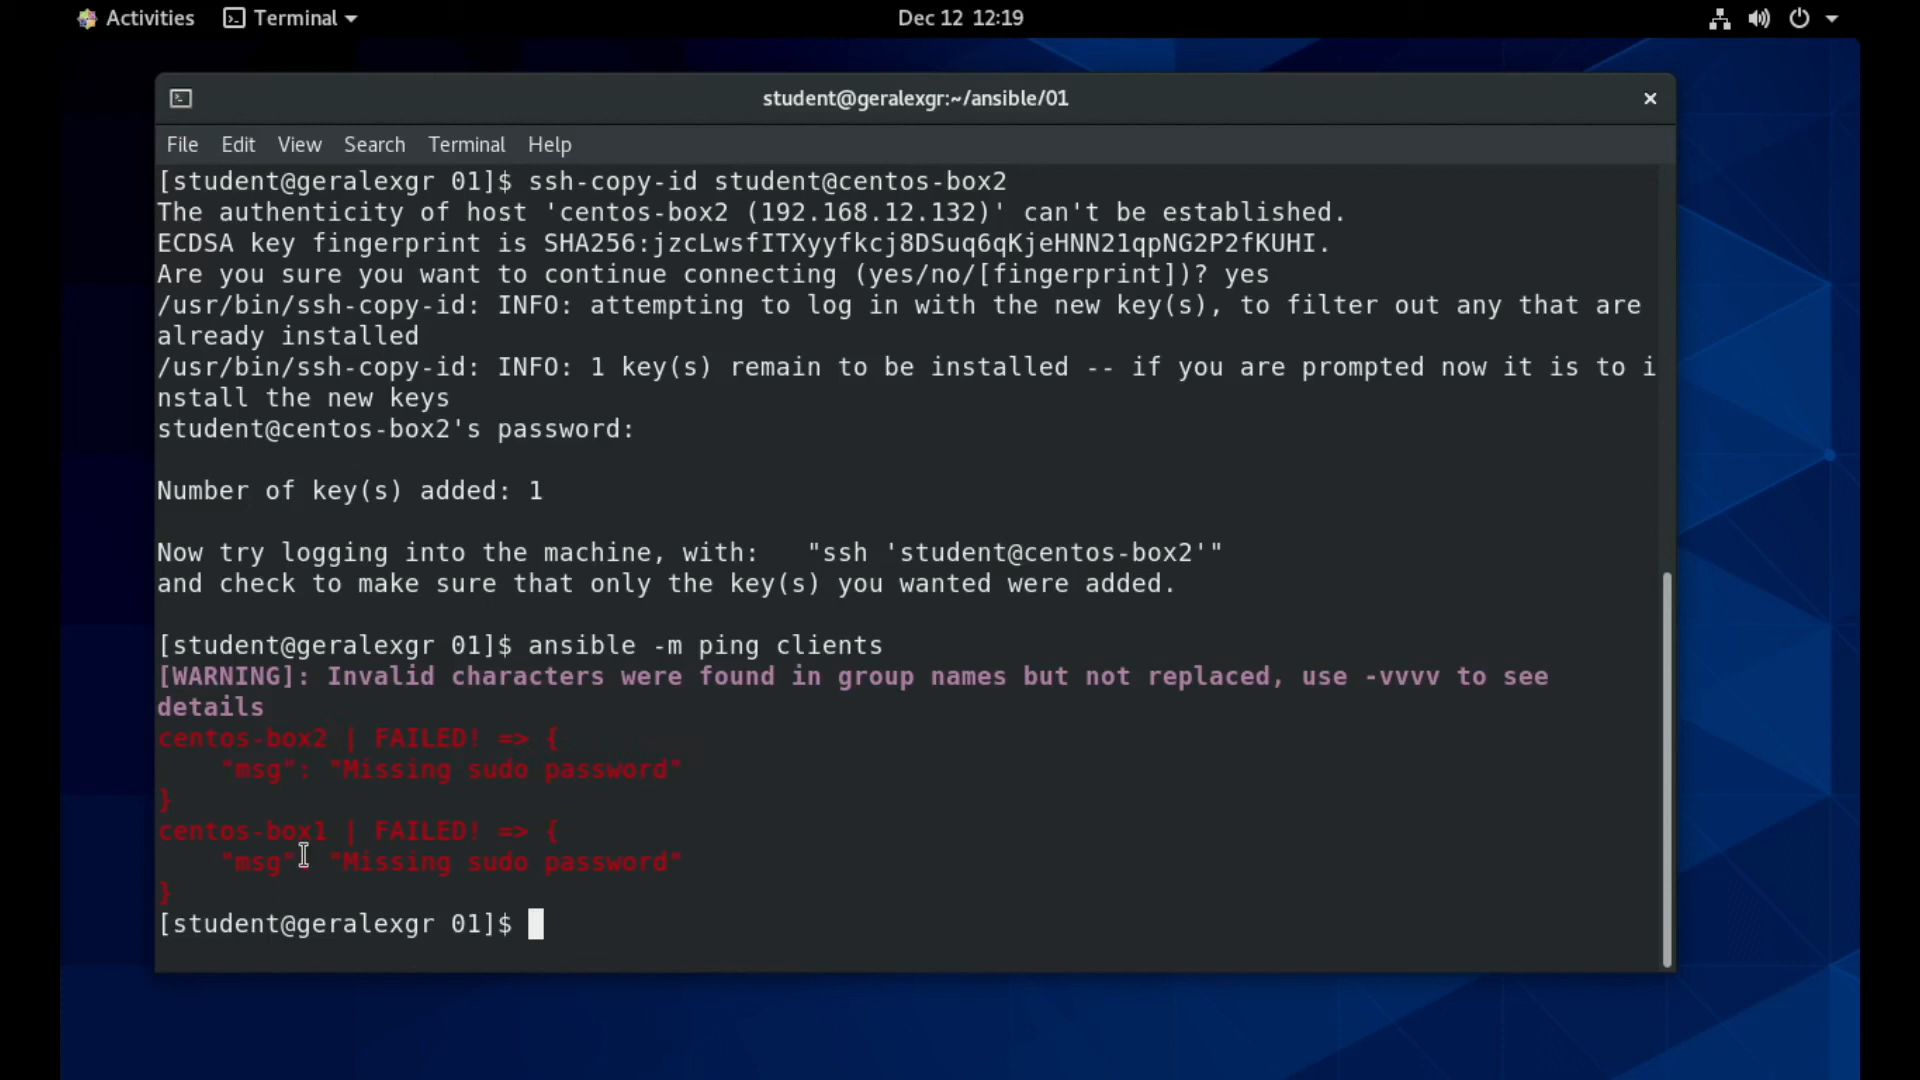 Activities Terminal Dec 12 12:19
student@geralexgr:~/ansible/01
File Edit View Search Terminal Help
[student@geralexgr 01]$ ssh-copy-id student@centos-box2
The authenticity of host 'centos-box2 (192.168.12.132)' can't be established.
ECDSA key fingerprint is SHA256:jzcLwsfITXyyfkcj8DSuq6qKjeHNN21qpNG2P2fKUHI.
Are you sure you want to continue connecting (yes/no/[fingerprint])? yes
/usr/bin/ssh-copy-id: INFO: attempting to log in with the new key(s), to filter out any that are
already installed
/usr/bin/ssh-copy-id: INFO: 1 key(s) remain to be installed -- if you are prompted now it is to i
nstall the new keys
student@centos-box2's password:
Number of key(s) added: 1
Now try logging into the machine, with:   "ssh 'student@centos-box2'"
and check to make sure that only the key(s) you wanted were added.
[student@geralexgr 01]$ ansible -m ping clients
[WARNING]: Invalid characters were found in group names but not replaced, use -vvvv to see
details
centos-box2 | FAILED! => {
    "msg": "Missing sudo password"
}
centos-box1 | FAILED! => {
    "msg": "Missing sudo password"
}
[student@geralexgr 01]$